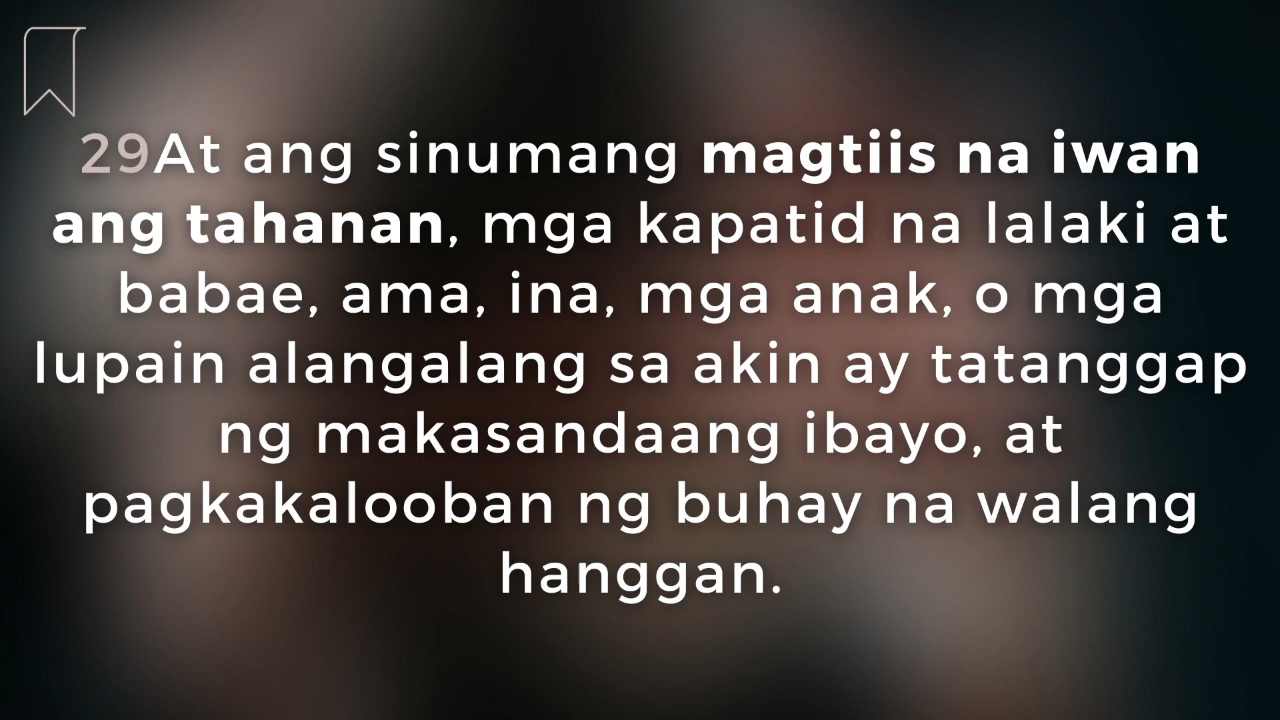 29At ang sinumang magtiis na iwan
ang tahanan, mga kapatid na lalaki at
babae, ama, ina, mga anak, o mga
lupain alangalang sa akin ay tatanggap
ng makasandaang ibayo, at
pagkakalooban ng buhay na walang
hanggan.